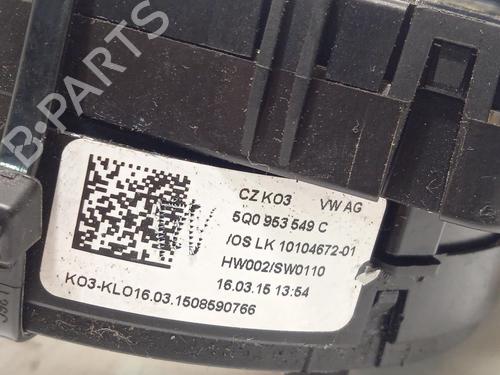 B-PARTS
CZ K03 VW AG
5Q0 953 549 C
/OS LK 10104672-01
HW002/SW0110
16.03.15 13:54
K03-KLO16.03.1508590766